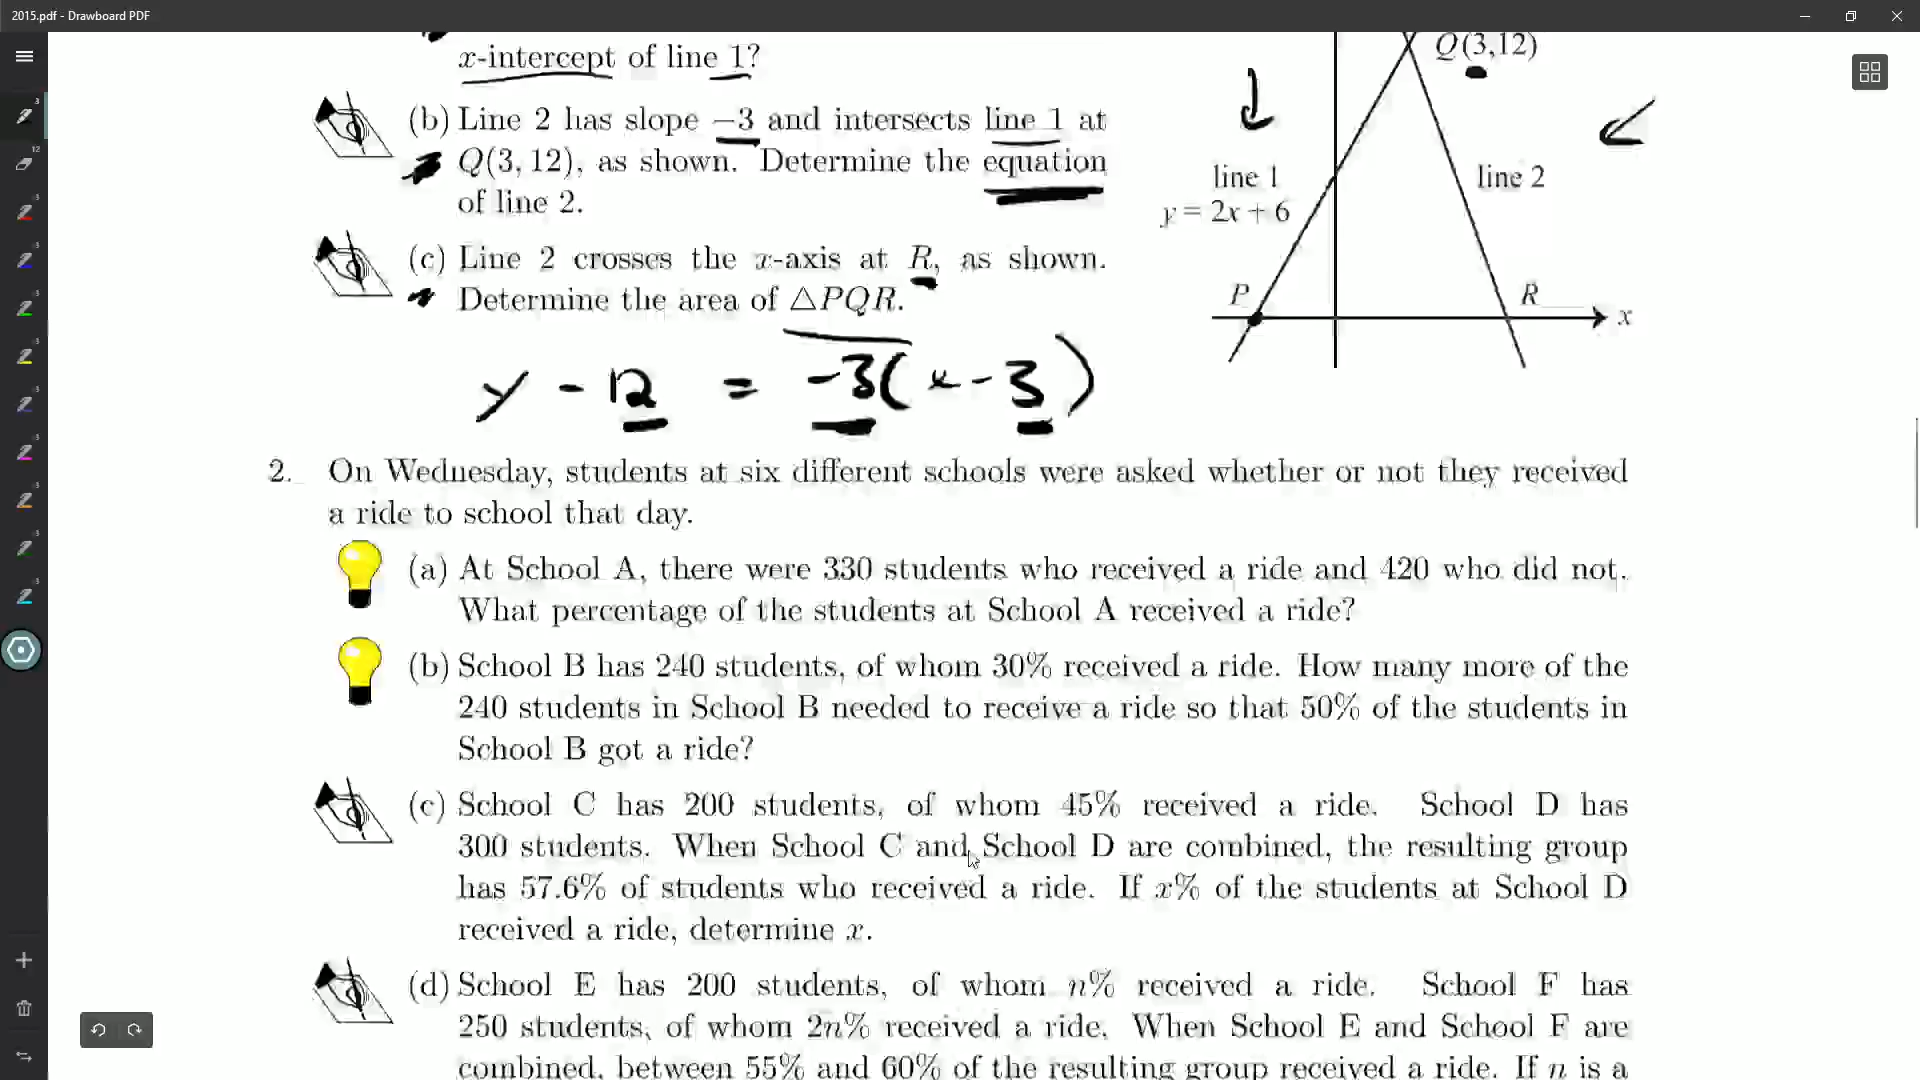 2015.pdf - Drawboard PDF
x-intercept of line 1?
Q(3,12)
(b) Line 2 has slope −3 and intersects line 1 at
Q(3, 12), as shown. Determine the equation
of line 2.
line 1
y = 2x + 6
line 2
(c) Line 2 crosses the x-axis at R, as shown.
Determine the area of △PQR.
P
R
x
y - 12 = -3(x - 3)
2. On Wednesday, students at six different schools were asked whether or not they received
a ride to school that day.
(a) At School A, there were 330 students who received a ride and 420 who did not.
What percentage of the students at School A received a ride?
(b) School B has 240 students, of whom 30% received a ride. How many more of the
240 students in School B needed to receive a ride so that 50% of the students in
School B got a ride?
(c) School C has 200 students, of whom 45% received a ride. School D has
300 students. When School C and School D are combined, the resulting group
has 57.6% of students who received a ride. If x% of the students at School D
received a ride, determine x.
(d) School E has 200 students, of whom n% received a ride. School F has
250 students, of whom 2n% received a ride. When School E and School F are
combined, between 55% and 60% of the resulting group received a ride. If n is a